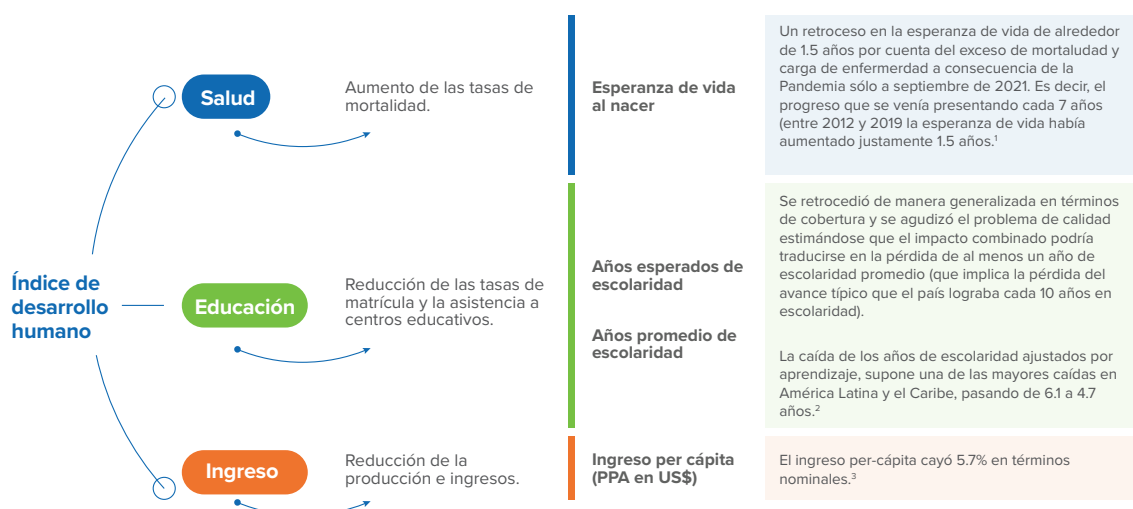 Índice de
desarrollo
humano
Salud
Aumento de las tasas de
mortalidad.
Esperanza de vida
al nacer
Un retroceso en la esperanza de vida de alrededor
de 1.5 años por cuenta del exceso de mortaludad y
carga de enfermerdad a consecuencia de la
Pandemia sólo a septiembre de 2021. Es decir, el
progreso que se venía presentando cada 7 años
(entre 2012 y 2019 la esperanza de vida había
aumentado justamente 1.5 años.¹
Educación
Reducción de las tasas de
matrícula y la asistencia a
centros educativos.
Años esperados de
escolaridad
Años promedio de
escolaridad
Se retrocedió de manera generalizada en términos
de cobertura y se agudizó el problema de calidad
estimándose que el impacto combinado podría
traducirse en la pérdida de al menos un año de
escolaridad promedio (que implica la pérdida del
avance típico que el país lograba cada 10 años en
escolaridad).
La caída de los años de escolaridad ajustados por
aprendizaje, supone una de las mayores caídas en
América Latina y el Caribe, pasando de 6.1 a 4.7
años.²
Ingreso
Reducción de la
producción e ingresos.
Ingreso per cápita
(PPA en US$)
El ingreso per-cápita cayó 5.7% en términos
nominales.³